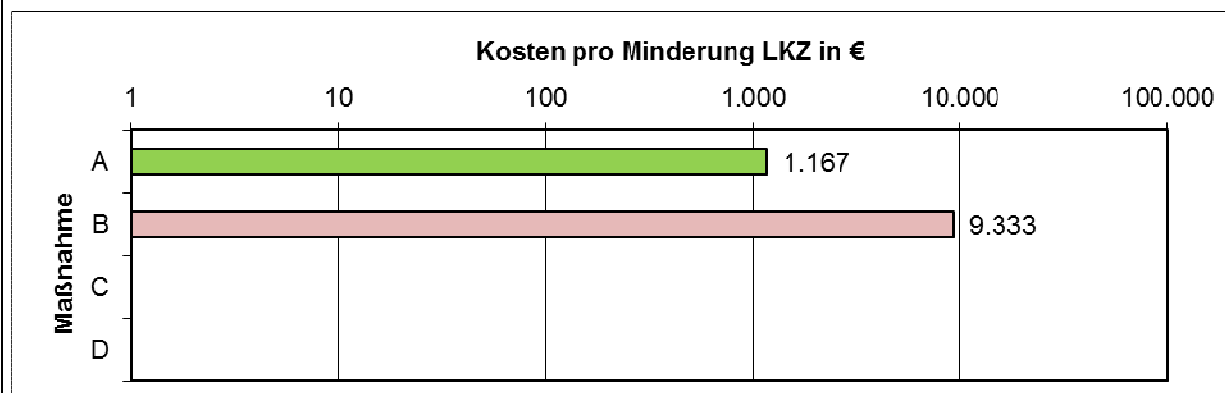 Kosten pro Minderung LKZ in €
1 10 100 1.000 10.000 100.000
A 1.167
B 9.333
C
D
Maßnahme